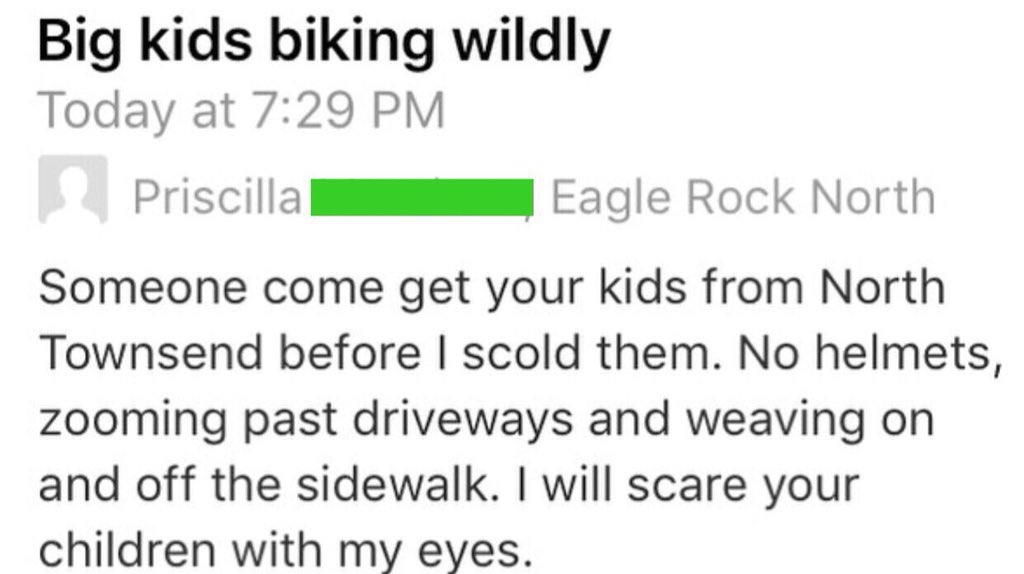 Big kids biking wildly
Today at 7:29 PM
Priscilla , Eagle Rock North
Someone come get your kids from North
Townsend before I scold them. No helmets,
zooming past driveways and weaving on
and off the sidewalk. I will scare your
children with my eyes.